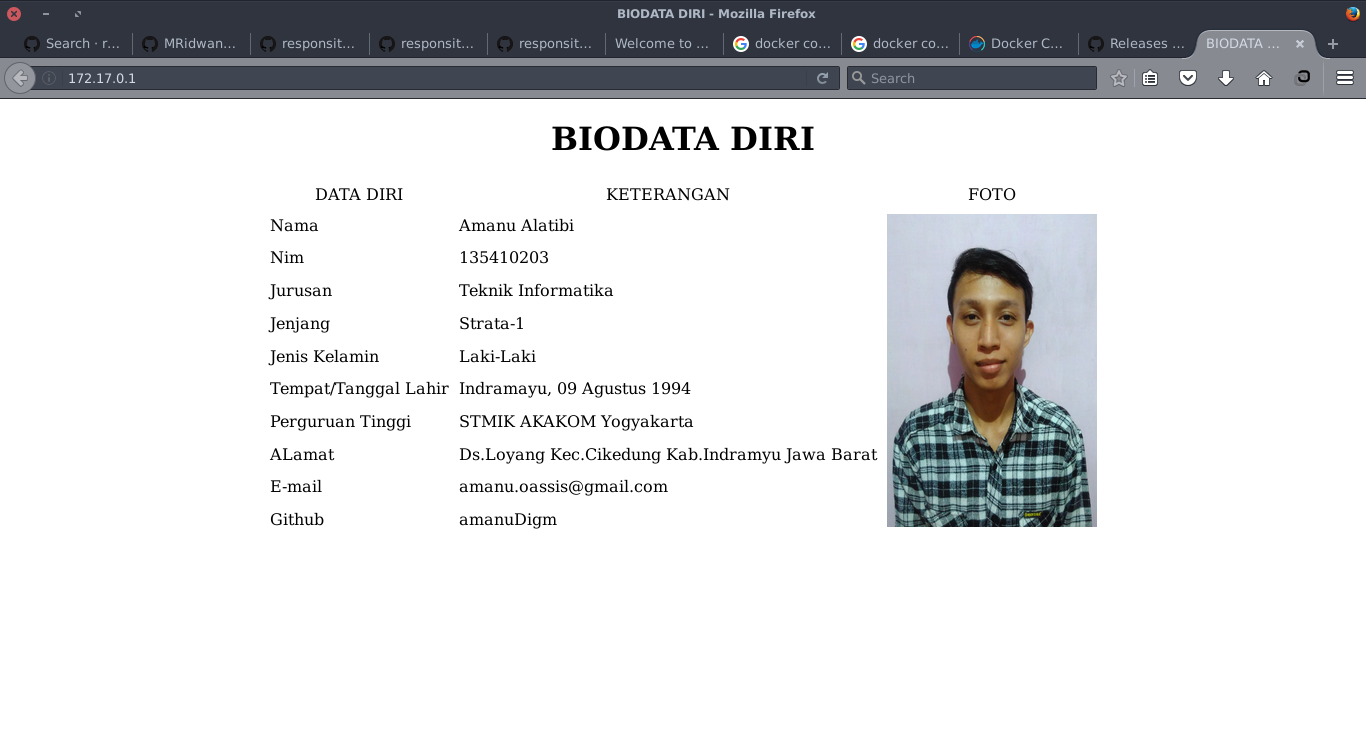 BIODATA DIRI - Mozilla Firefox
Search · r... MRidwan... responsit... responsit... responsit... Welcome to ... docker co... docker co... Docker C... Releases ... BIODATA ...
172.17.0.1 Search
BIODATA DIRI
DATA DIRI KETERANGAN FOTO
Nama Amanu Alatibi
Nim 135410203
Jurusan Teknik Informatika
Jenjang Strata-1
Jenis Kelamin Laki-Laki
Tempat/Tanggal Lahir Indramayu, 09 Agustus 1994
Perguruan Tinggi STMIK AKAKOM Yogyakarta
ALamat Ds.Loyang Kec.Cikedung Kab.Indramyu Jawa Barat
E-mail amanu.oassis@gmail.com
Github amanuDigm